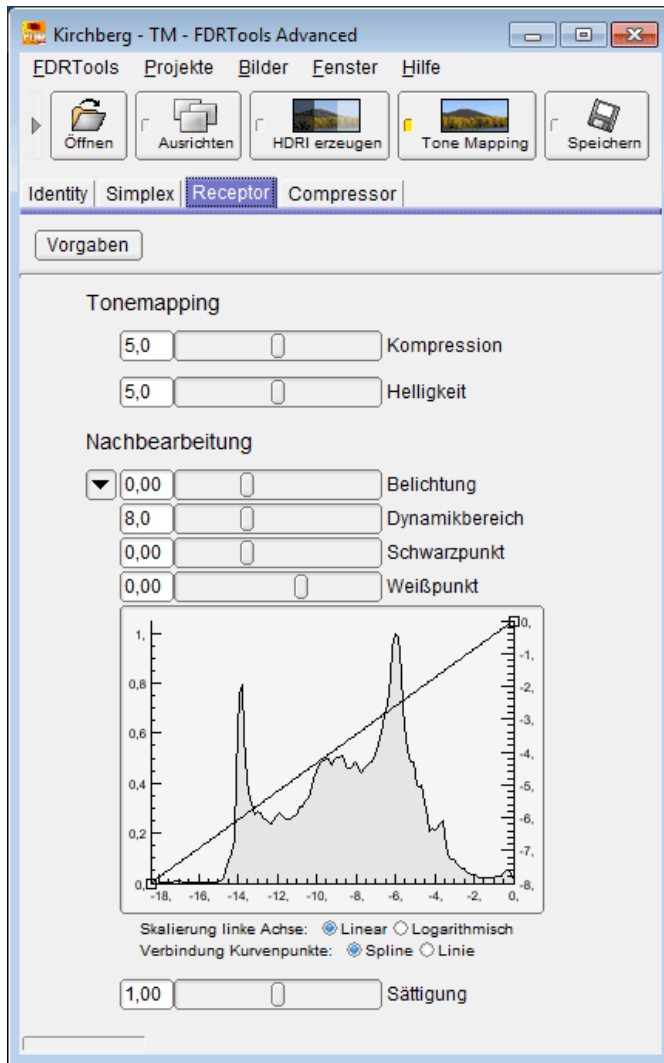 Kirchberg - TM - FDRTools Advanced
FDRTools Projekte Bilder Fenster Hilfe
Öffnen Ausrichten HDRI erzeugen Tone Mapping Speichern
Identity Simplex Receptor Compressor
Vorgaben
Tonemapping
5,0 Kompression
5,0 Helligkeit
Nachbearbeitung
0,00 Belichtung
8,0 Dynamikbereich
0,00 Schwarzpunkt
0,00 Weißpunkt
1, 0,
-1,
0,8 -2,
-3,
0,6
-4,
0,4 -5,
-6,
0,2
-7,
0, -8,
-18, -16, -14, -12, -10, -8, -6, -4, -2, 0,
Skalierung linke Achse: Linear Logarithmisch
Verbindung Kurvenpunkte: Spline Linie
1,00 Sättigung